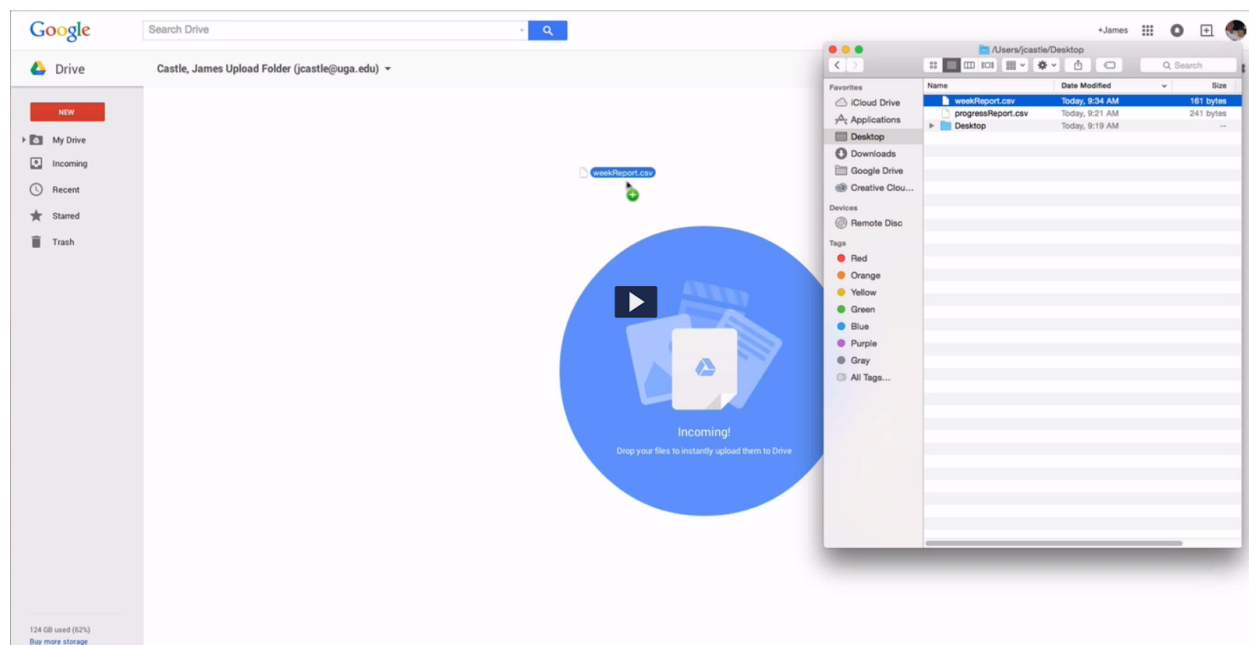 Google
Search Drive
+James
Drive
Castle, James Upload Folder (jcastle@uga.edu)
NEW
My Drive
Incoming
Recent
Starred
Trash
124 GB used (62%)
Buy more storage
weekReport.csv
Incoming!
Drop your files to instantly upload them to Drive
/Users/jcastle/Desktop
Search
Favorites
iCloud Drive
Applications
Desktop
Downloads
Google Drive
Creative Clou...
Devices
Remote Disc
Tags
Red
Orange
Yellow
Green
Blue
Purple
Gray
All Tags...
Name Date Modified Size
weekReport.csv Today, 9:34 AM 161 bytes
progressReport.csv Today, 9:21 AM 241 bytes
Desktop Today, 9:19 AM --